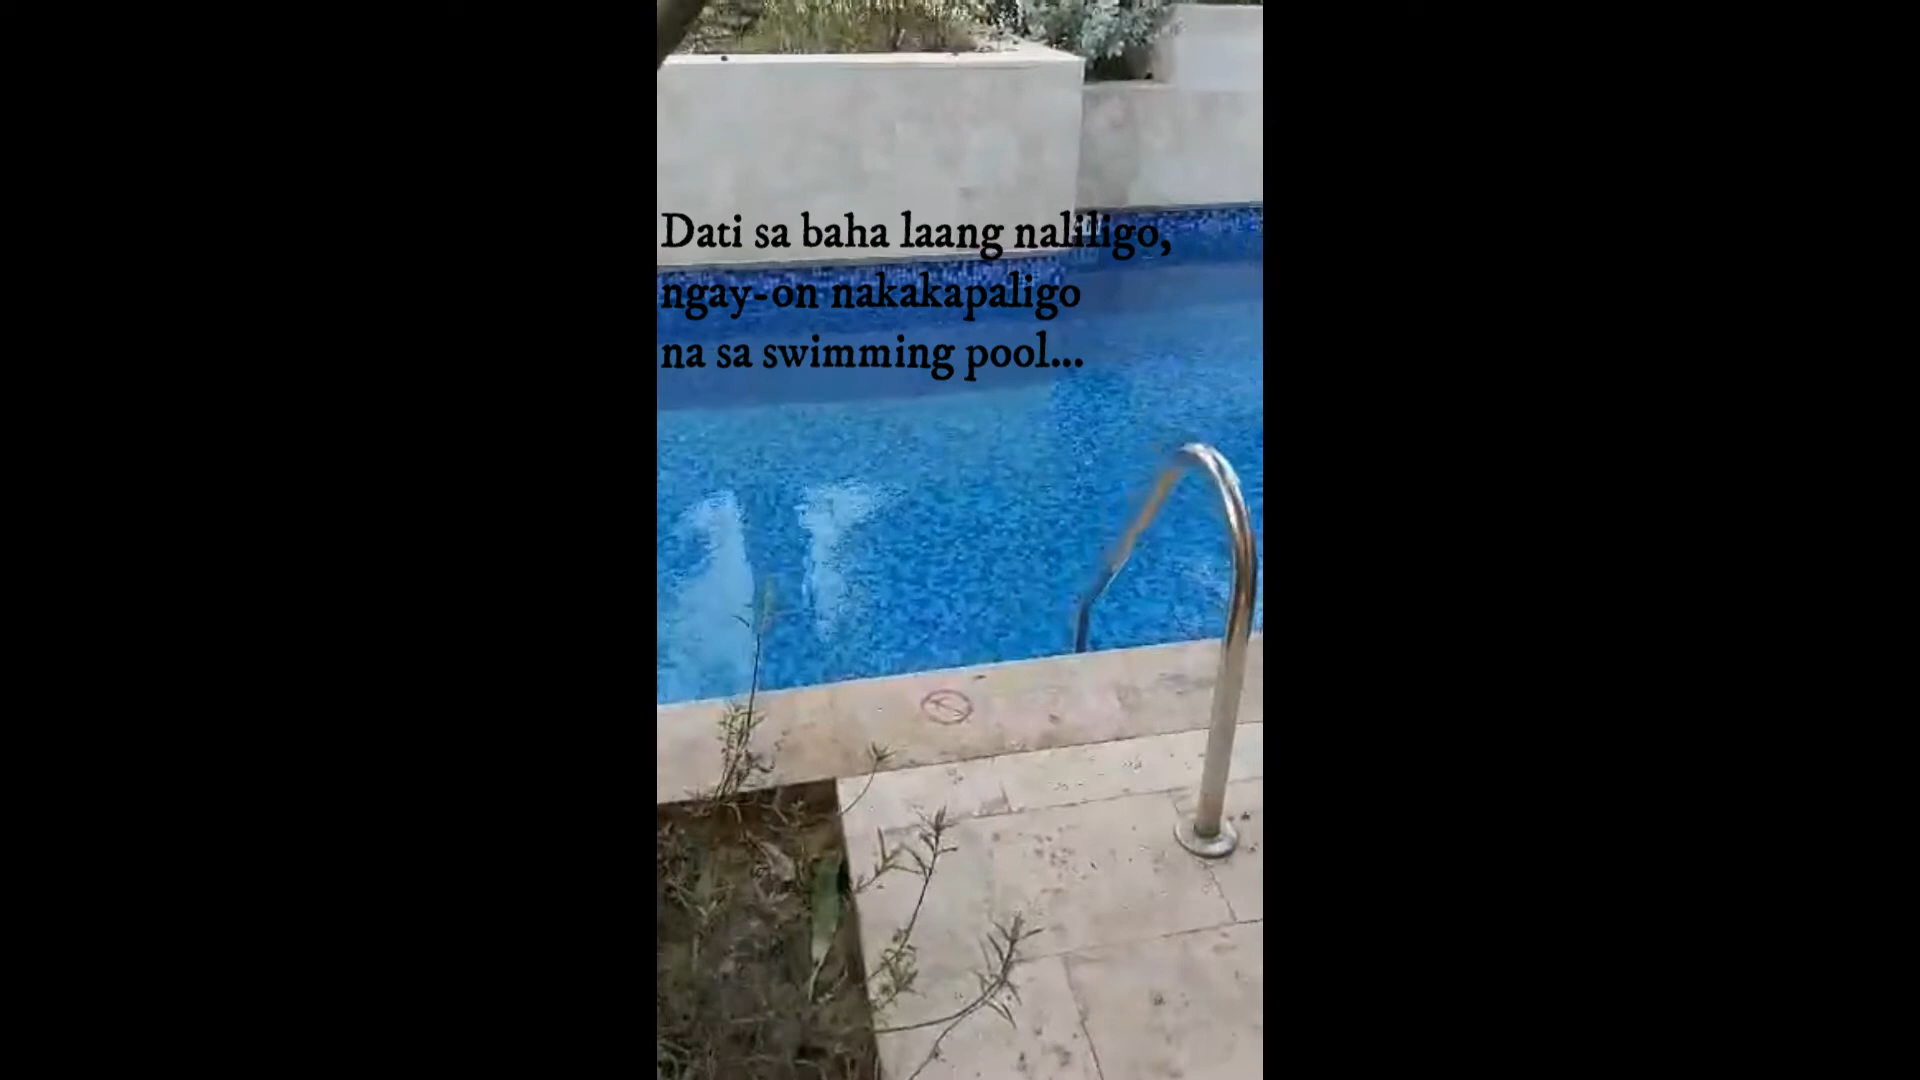 Dati sa baha laang naliligo,
ngay-on nakakapaligo
na sa swimming pool...